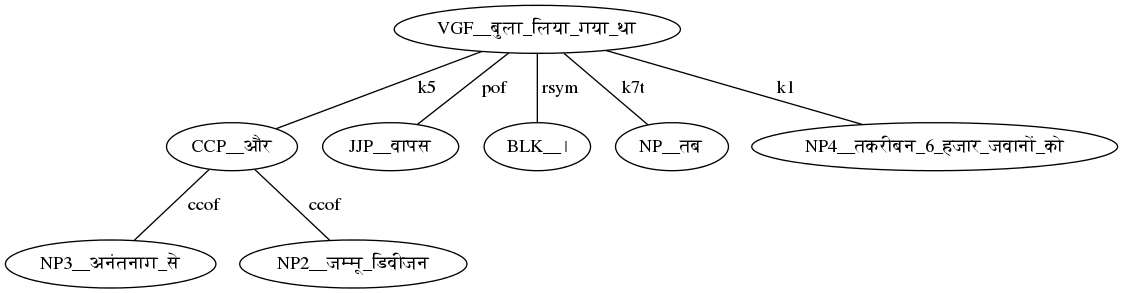 VGF__बुला_लिया_गया_था
k5 pof rsym k7t k1
CCP__और JJP__वापस BLK__। NP__तब NP4__तकरीबन_6_हजार_जवानों_को
ccof ccof
NP3__अनंतनाग_से NP2__जम्मू_डिवीजन